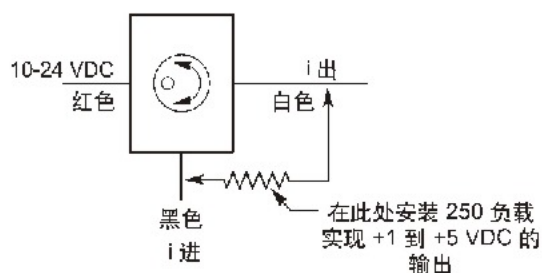 10-24 VDC
红色
i 出
白色
黑色
i 进
在此处安装 250 负载
实现 +1 到 +5 VDC 的
输出